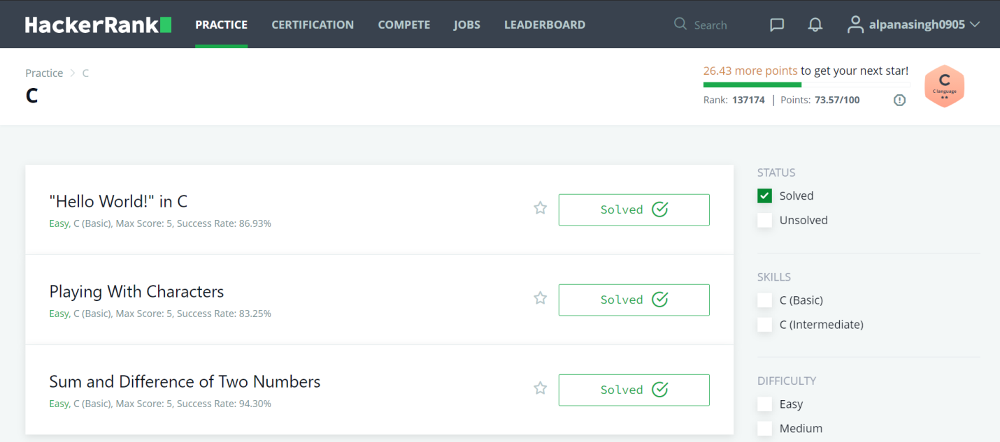 HackerRank PRACTICE CERTIFICATION COMPETE JOBS LEADERBOARD Search alpanasingh0905
Practice > C
C
26.43 more points to get your next star!
Rank: 137174 | Points: 73.57/100
C
C language
"Hello World!" in C
Easy, C (Basic), Max Score: 5, Success Rate: 86.93%
Solved
Playing With Characters
Easy, C (Basic), Max Score: 5, Success Rate: 83.25%
Solved
Sum and Difference of Two Numbers
Easy, C (Basic), Max Score: 5, Success Rate: 94.30%
Solved
STATUS
Solved
Unsolved
SKILLS
C (Basic)
C (Intermediate)
DIFFICULTY
Easy
Medium